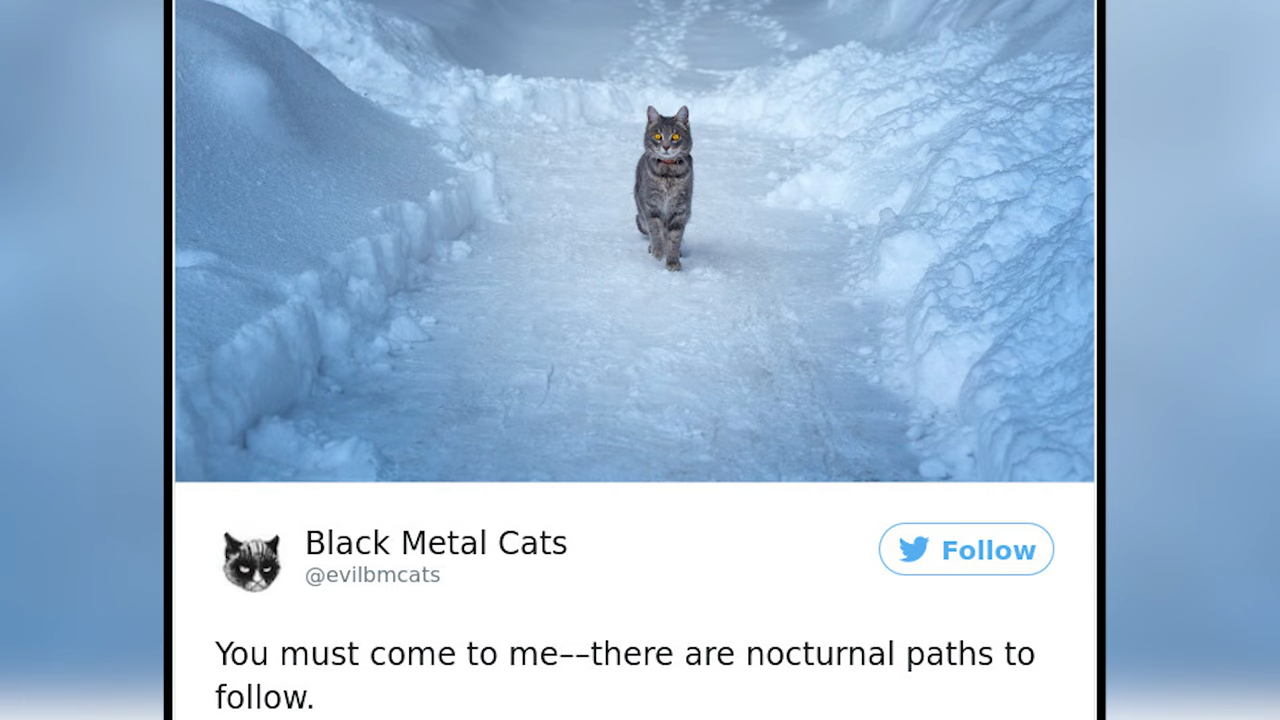 Black Metal Cats
@evilbmcats
Follow
You must come to me––there are nocturnal paths to
follow.